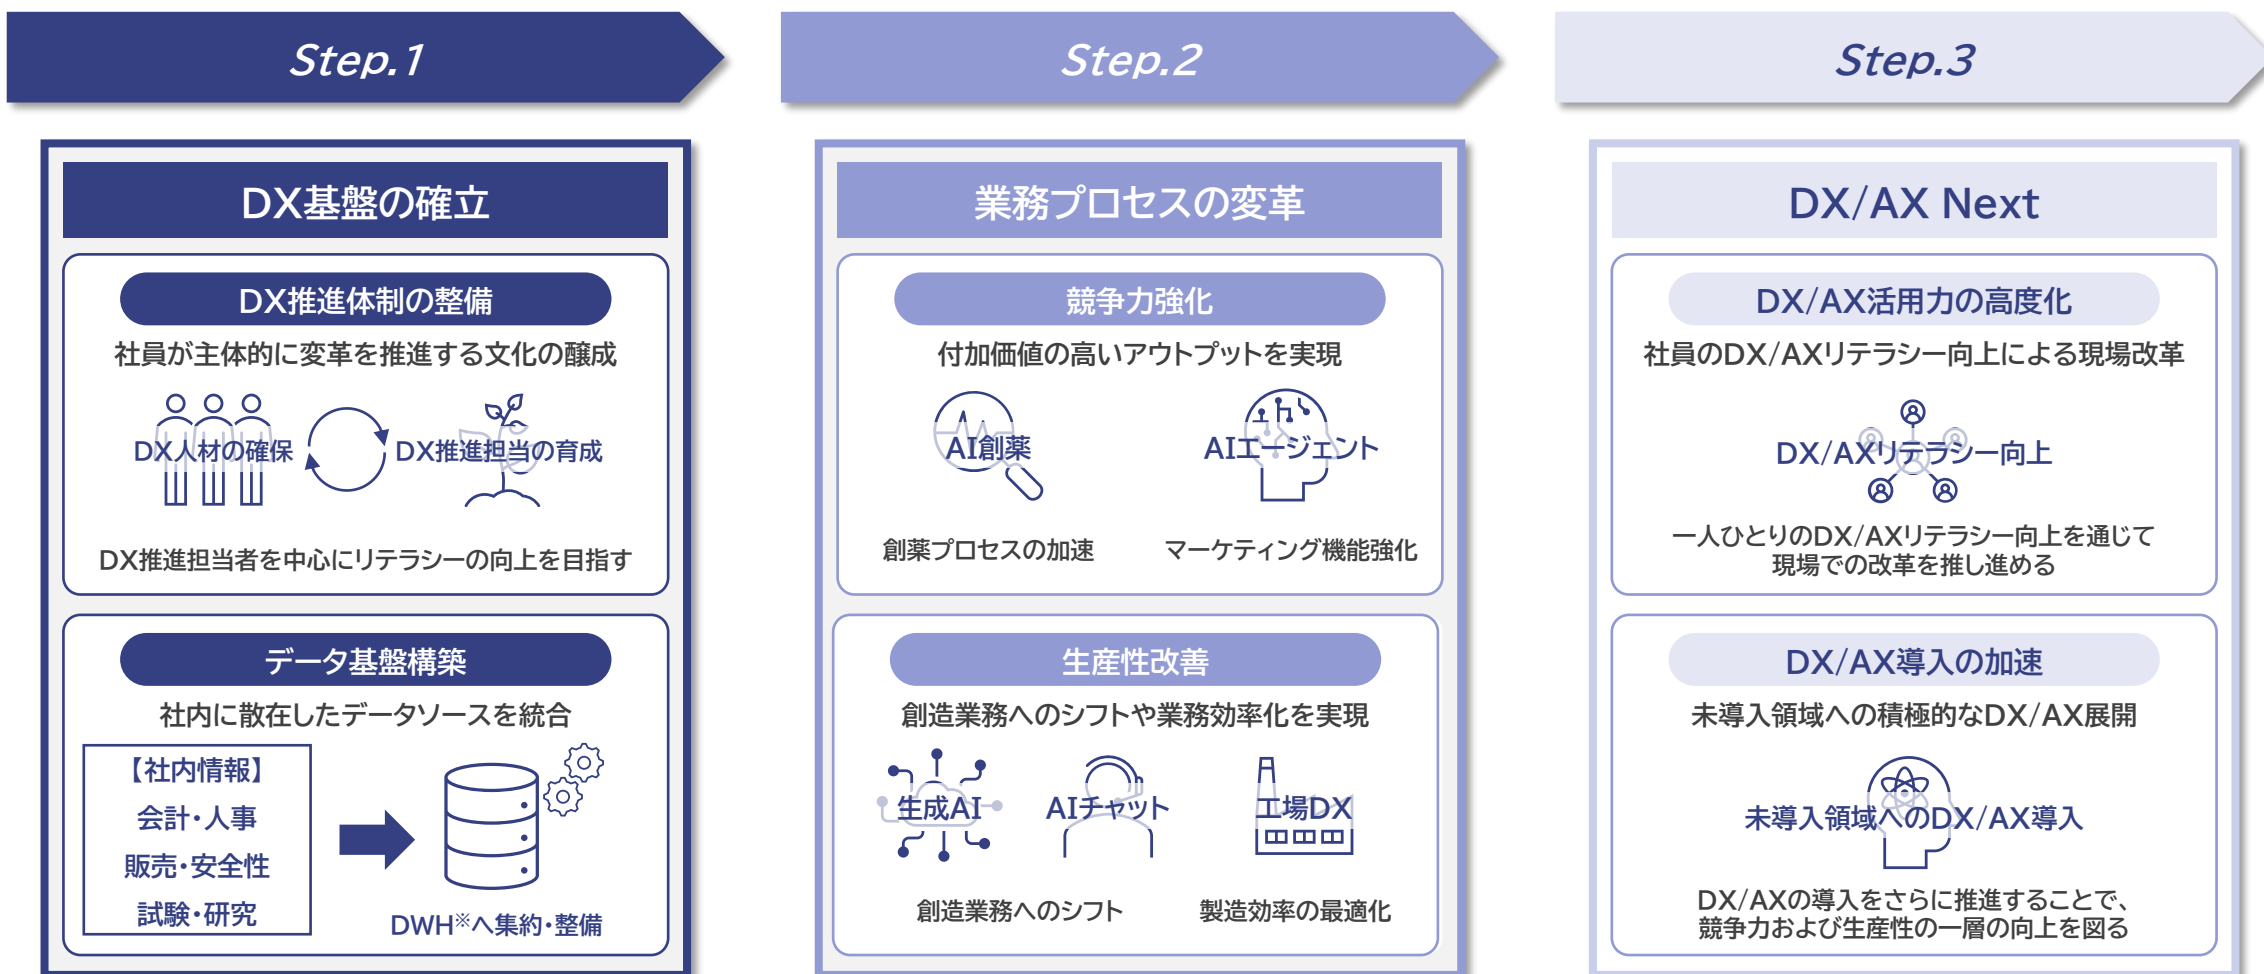 Step.1
DX基盤の確立
DX推進体制の整備
社員が主体的に変革を推進する文化の醸成
DX人材の確保
DX推進担当の育成
DX推進担当者を中心にリテラシーの向上を目指す
データ基盤構築
社内に散在したデータソースを統合
【社内情報】
会計・人事
販売・安全性
試験・研究
DWH※へ集約・整備
Step.2
業務プロセスの変革
競争力強化
付加価値の高いアウトプットを実現
AI創薬
AIエージェント
創薬プロセスの加速
マーケティング機能強化
生産性改善
創造業務へのシフトや業務効率化を実現
生成AI
AIチャット
工場DX
創造業務へのシフト
製造効率の最適化
Step.3
DX/AX Next
DX/AX活用力の高度化
社員のDX/AXリテラシー向上による現場改革
DX/AXリテラシー向上
一人ひとりのDX/AXリテラシー向上を通じて
現場での改革を推し進める
DX/AX導入の加速
未導入領域への積極的なDX/AX展開
未導入領域へのDX/AX導入
DX/AXの導入をさらに推進することで、
競争力および生産性の一層の向上を図る